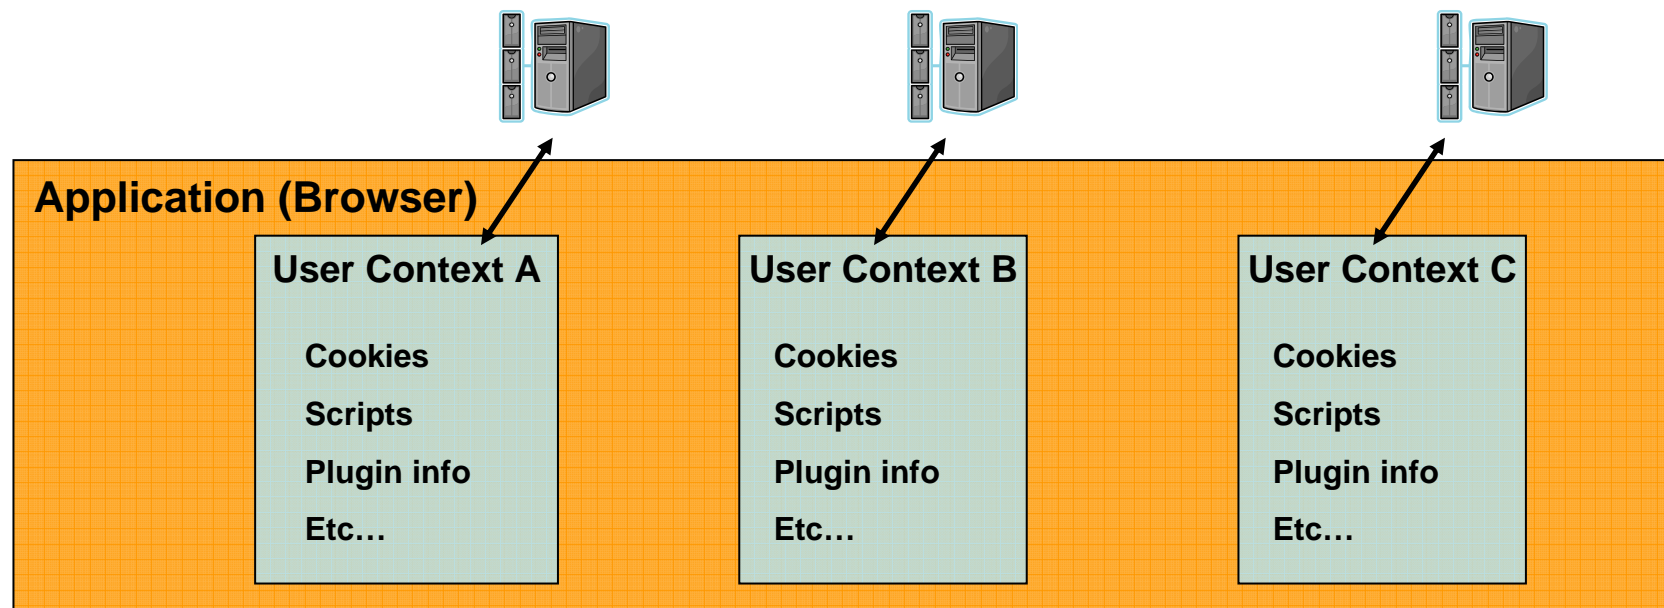 Application (Browser)
User Context A
Cookies
Scripts
Plugin info
Etc…
User Context B
Cookies
Scripts
Plugin info
Etc…
User Context C
Cookies
Scripts
Plugin info
Etc…